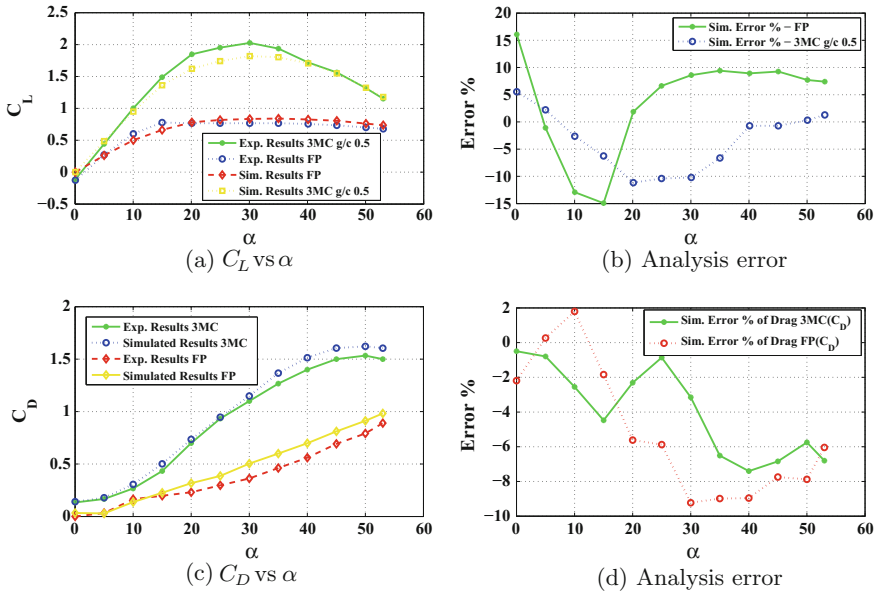 2.5
2
1.5
1
0.5
0
−0.5
0 10 20 30 40 50 60
C_L
α
Exp. Results 3MC g/c 0.5
Exp. Results FP
Sim. Results FP
Sim. Results 3MC g/c 0.5
(a) C_L vs α
20
15
10
5
0
−5
−10
−15
0 10 20 30 40 50 60
Error %
α
Sim. Error % − FP
Sim. Error % − 3MC g/c 0.5
(b) Analysis error
2
1.5
1
0.5
0
0 10 20 30 40 50 60
C_D
α
Exp. Results 3MC
Simulated Results 3MC
Exp. Results FP
Simulated Results FP
(c) C_D vs α
2
0
−2
−4
−6
−8
−10
0 10 20 30 40 50 60
Error %
α
Sim. Error % of Drag 3MC(C_D)
Sim. Error % of Drag FP(C_D)
(d) Analysis error